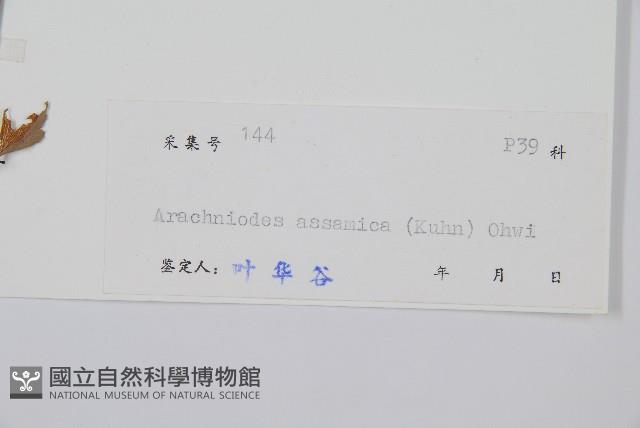 采集号 144 P39 科
Arachniodes assamica (Kuhn) Ohwi
鉴定人： 叶华谷 年 月 日
國立自然科學博物館
NATIONAL MUSEUM OF NATURAL SCIENCE